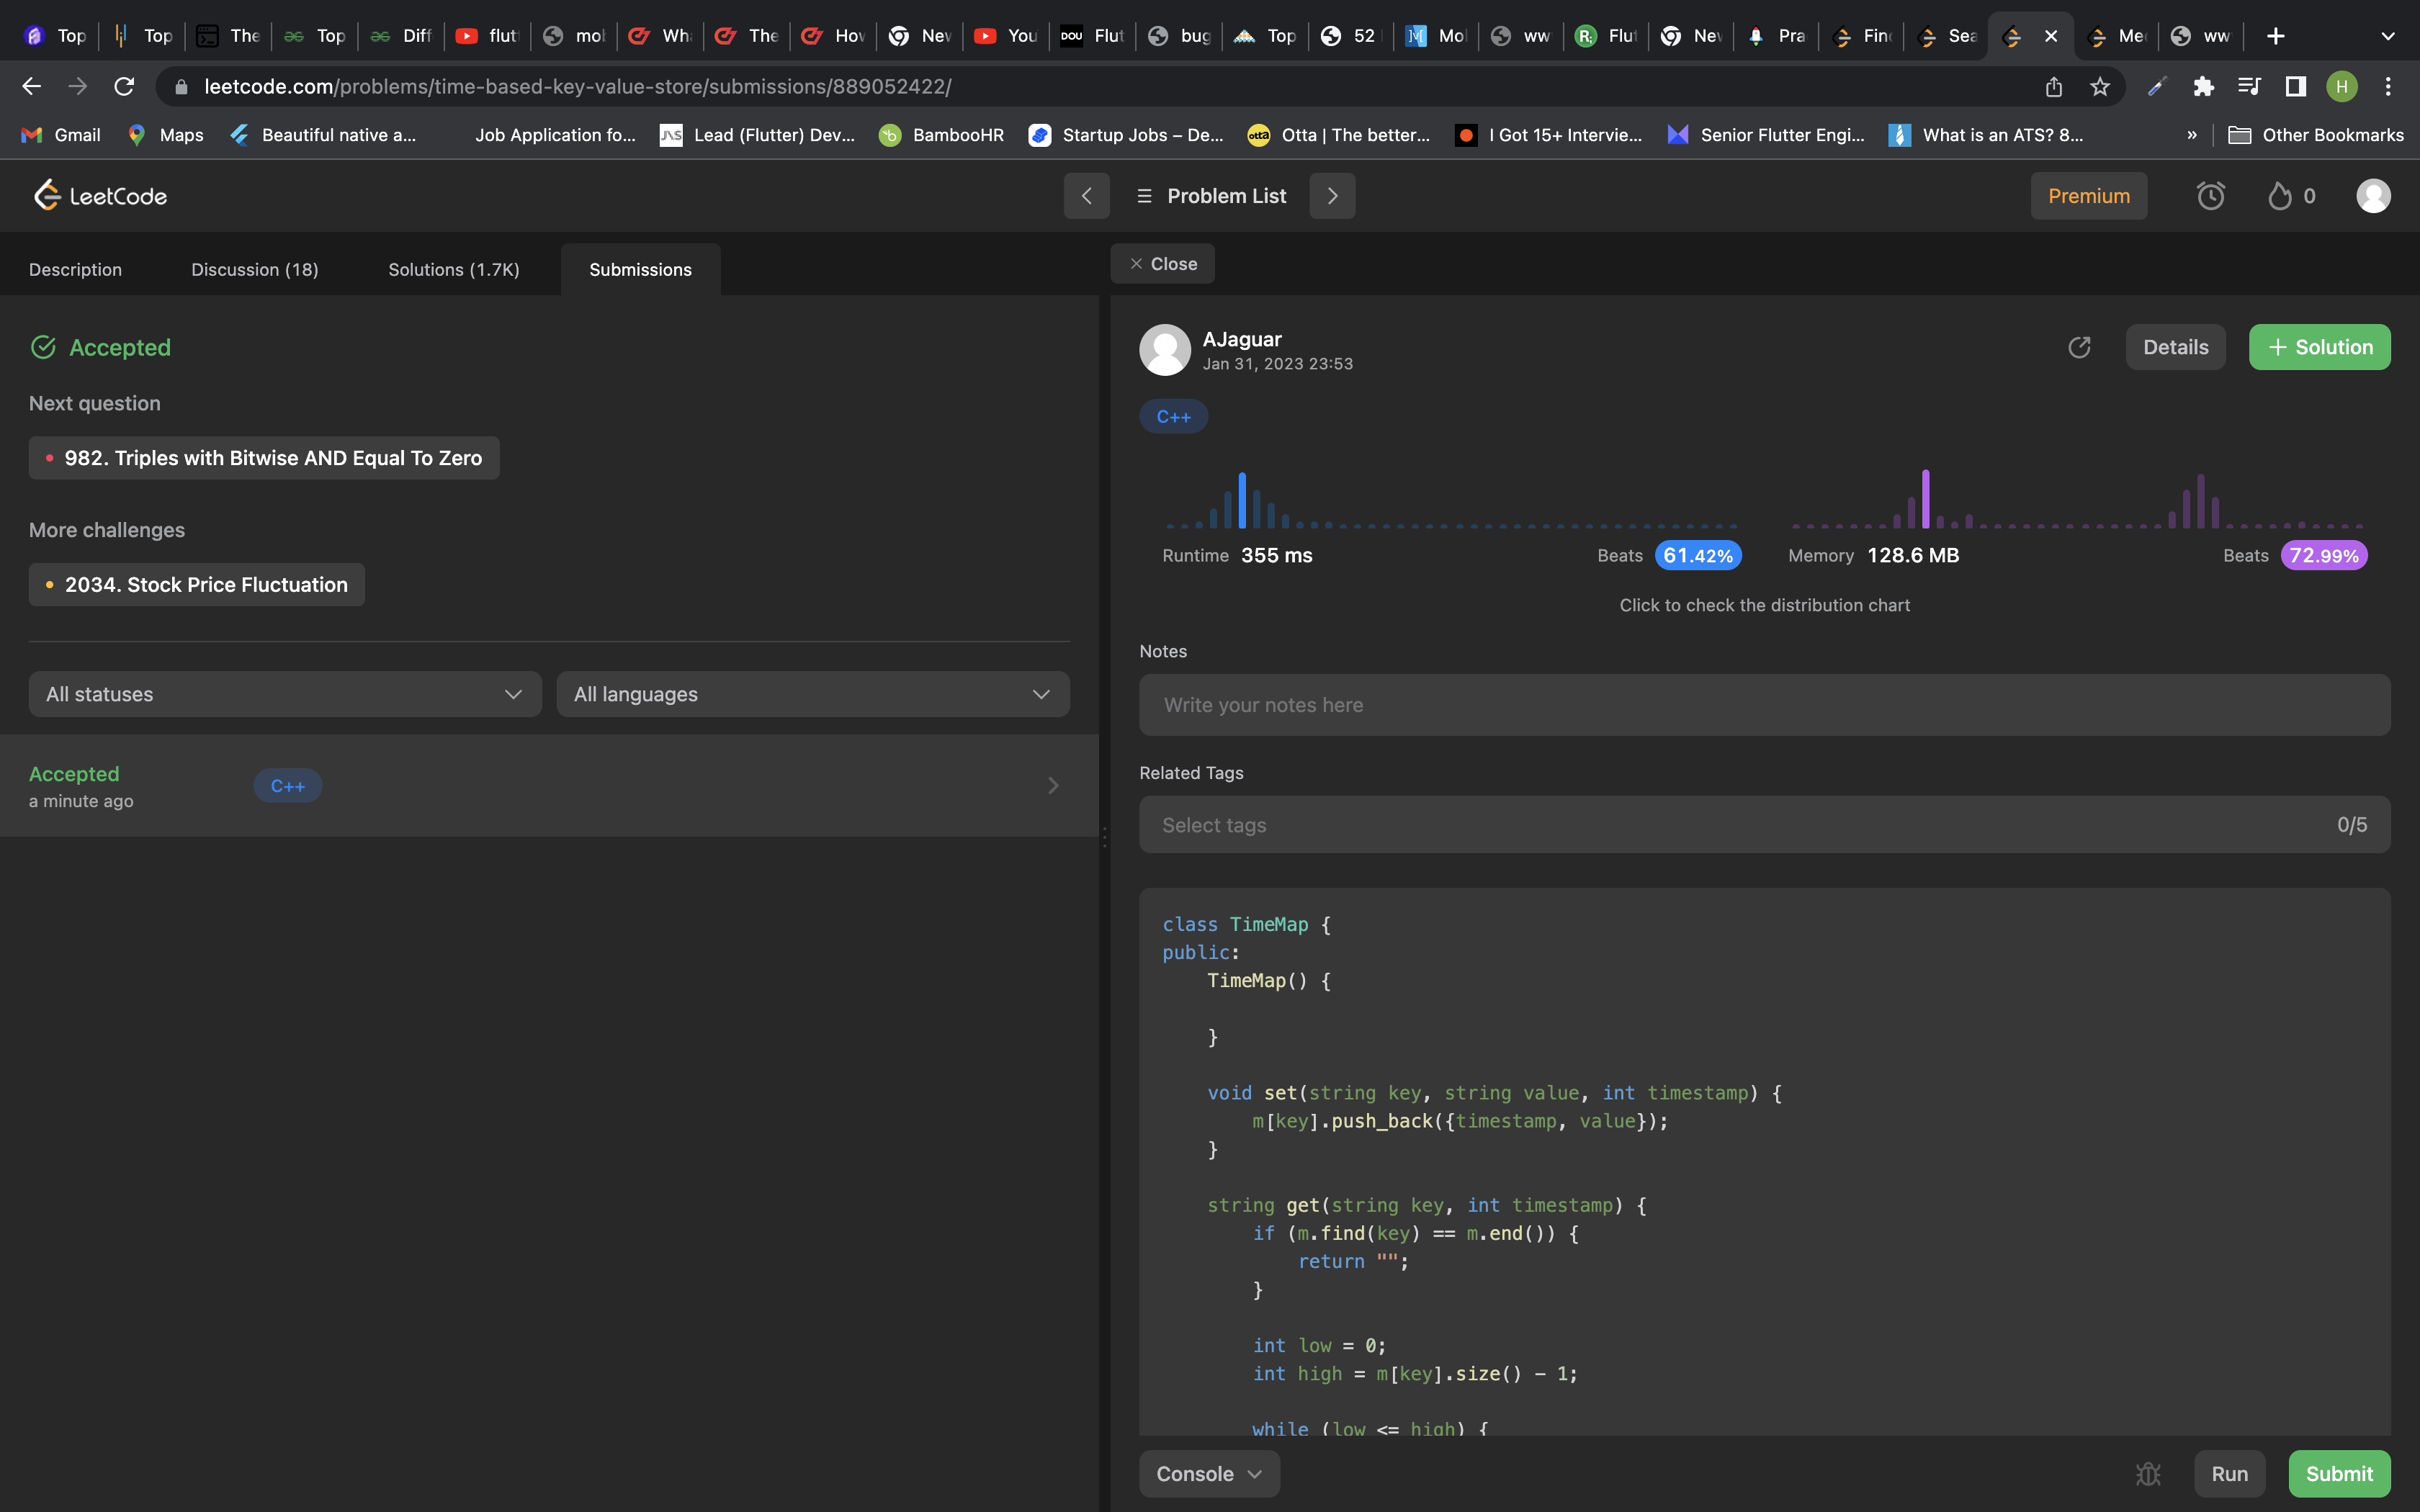 Top
Top
The
Top
Diff
flut
mo
Wh
The
How
Nev
You
DOU Flut
bug
Top
52
Mo
ww
R; Flut
Nev
Pra
Find
Sea
Me
ww
leetcode.com/problems/time-based-key-value-store/submissions/889052422/
H
Gmail
Maps
Beautiful native a...
Job Application fo...
Lead (Flutter) Dev...
BambooHR
Startup Jobs – De...
otta Otta | The better...
I Got 15+ Intervie...
Senior Flutter Engi...
What is an ATS? 8...
»
Other Bookmarks
LeetCode
Problem List
Premium
0
Description
Discussion (18)
Solutions (1.7K)
Submissions
Close
Accepted
Next question
982. Triples with Bitwise AND Equal To Zero
More challenges
2034. Stock Price Fluctuation
All statuses
All languages
Accepted
a minute ago
C++
AJaguar
Jan 31, 2023 23:53
Details
+ Solution
C++
Runtime 355 ms
Beats 61.42%
Memory 128.6 MB
Beats 72.99%
Click to check the distribution chart
Notes
Write your notes here
Related Tags
Select tags
0/5
class TimeMap {
public:
TimeMap() {
}
void set(string key, string value, int timestamp) {
m[key].push_back({timestamp, value});
}
string get(string key, int timestamp) {
if (m.find(key) == m.end()) {
return "";
}
int low = 0;
int high = m[key].size() - 1;
while (low <= high) {
Console
Run
Submit